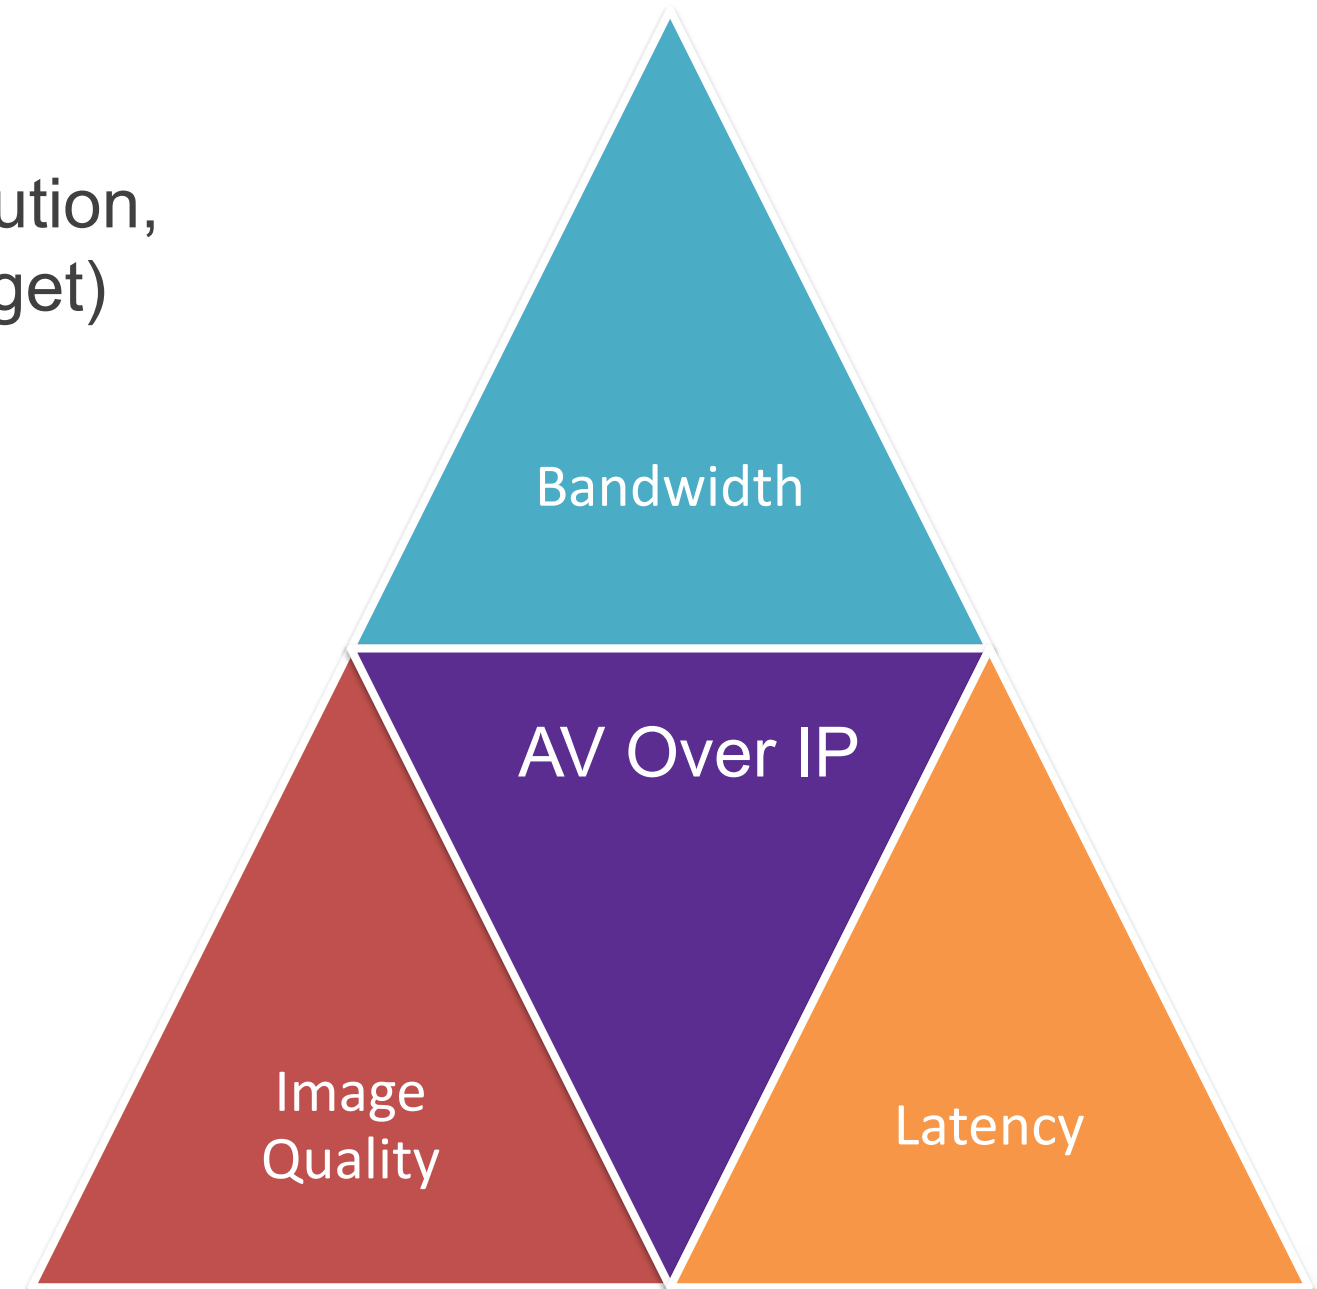 ution,
get)
Bandwidth
AV Over IP
Image
Quality
Latency